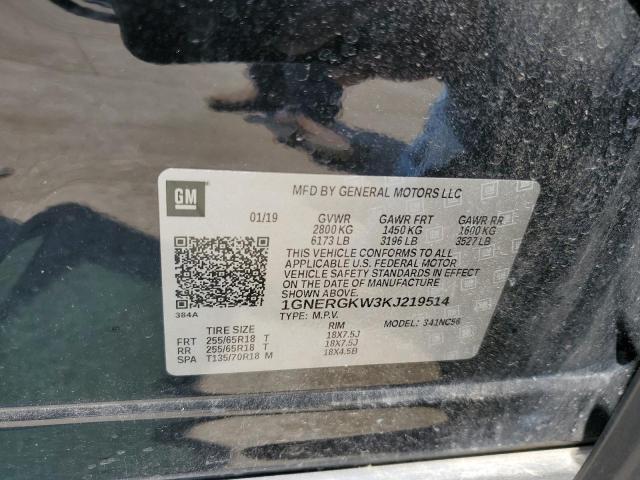 GM
MFD BY GENERAL MOTORS LLC
01/19 GVWR GAWR FRT GAWR RR
2800 KG 1450 KG 1600 KG
6173 LB 3196 LB 3527 LB
THIS VEHICLE CONFORMS TO ALL
APPLICABLE U.S. FEDERAL MOTOR
VEHICLE SAFETY STANDARDS IN EFFECT
ON THE DATE OF MANUFACTURE
384A
1GNERGKW3KJ219514
TYPE: M.P.V. MODEL: 341NC56
TIRE SIZE RIM
FRT 255/65R18 T 18X7.5J
RR 255/65R18 T 18X7.5J
SPA T135/70R18 M 18X4.5B